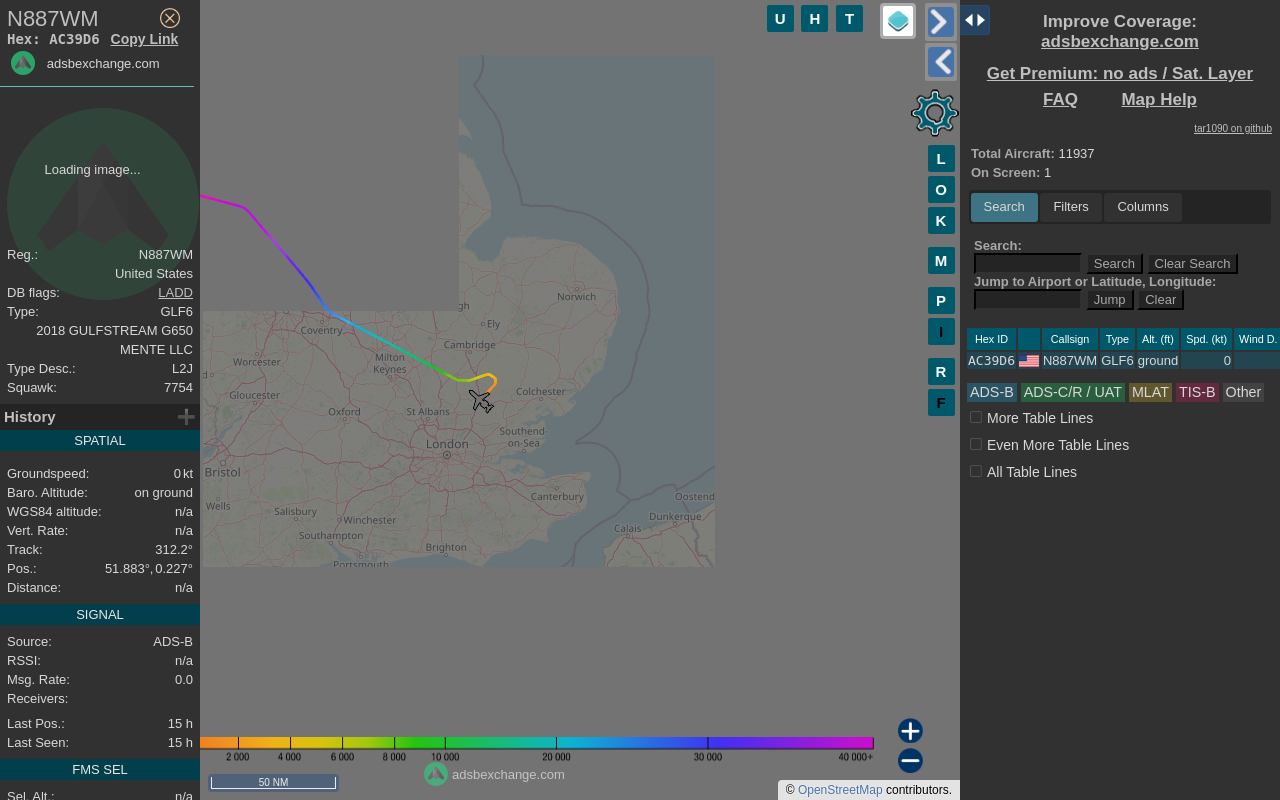 N887WM
Hex: AC39D6 Copy Link
adsbexchange.com
Loading image...
Reg.: N887WM
United States
DB flags: LADD
Type: GLF6
2018 GULFSTREAM G650
MENTE LLC
Type Desc.: L2J
Squawk: 7754
History
SPATIAL
Groundspeed: 0 kt
Baro. Altitude: on ground
WGS84 altitude: n/a
Vert. Rate: n/a
Track: 312.2°
Pos.: 51.883°, 0.227°
Distance: n/a
SIGNAL
Source: ADS-B
RSSI: n/a
Msg. Rate: 0.0
Receivers:
Last Pos.: 15 h
Last Seen: 15 h
FMS SEL
Sel. Alt.: n/a
U H T
L
O
K
M
P
I
R
F
Norwich
Ely
Coventry
Cambridge
Worcester
Milton
Keynes
Gloucester
Colchester
Oxford
St Albans
Southend
-on-Sea
London
Bristol
Canterbury
Oostend
Wells
Salisbury
Winchester
Dunkerque
Calais
Southampton
Brighton
Portsmouth
2 000 4 000 6 000 8 000 10 000 20 000 30 000 40 000+
50 NM
adsbexchange.com
© OpenStreetMap contributors.
Improve Coverage:
adsbexchange.com
Get Premium: no ads / Sat. Layer
FAQ Map Help
tar1090 on github
Total Aircraft: 11937
On Screen: 1
Search Filters Columns
Search:
Search Clear Search
Jump to Airport or Latitude, Longitude:
Jump Clear
Hex ID Callsign Type Alt. (ft) Spd. (kt) Wind D.
AC39D6 N887WM GLF6 ground 0
ADS-B ADS-C/R / UAT MLAT TIS-B Other
More Table Lines
Even More Table Lines
All Table Lines